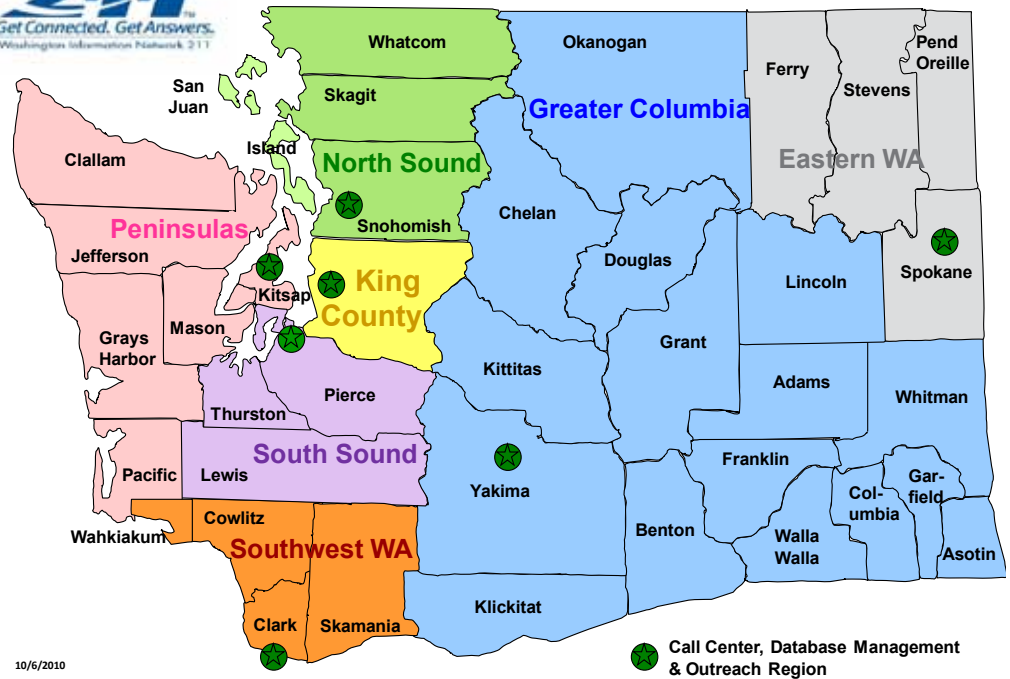 211
Get Connected. Get Answers.
Washington Information Network 211
Whatcom
Okanogan
Pend
Oreille
Ferry
San
Juan
Skagit
Stevens
Greater Columbia
Island
Clallam
North Sound
Eastern WA
Chelan
Peninsulas
Snohomish
Jefferson
Douglas
Spokane
Kitsap
King
County
Lincoln
Mason
Grays
Harbor
Grant
Kittitas
Adams
Pierce
Whitman
Thurston
South Sound
Franklin
Pacific
Lewis
Yakima
Gar-
field
Col-
umbia
Cowlitz
Wahkiakum
Benton
Walla
Walla
Southwest WA
Asotin
Klickitat
Clark
Skamania
Call Center, Database Management
& Outreach Region
10/6/2010